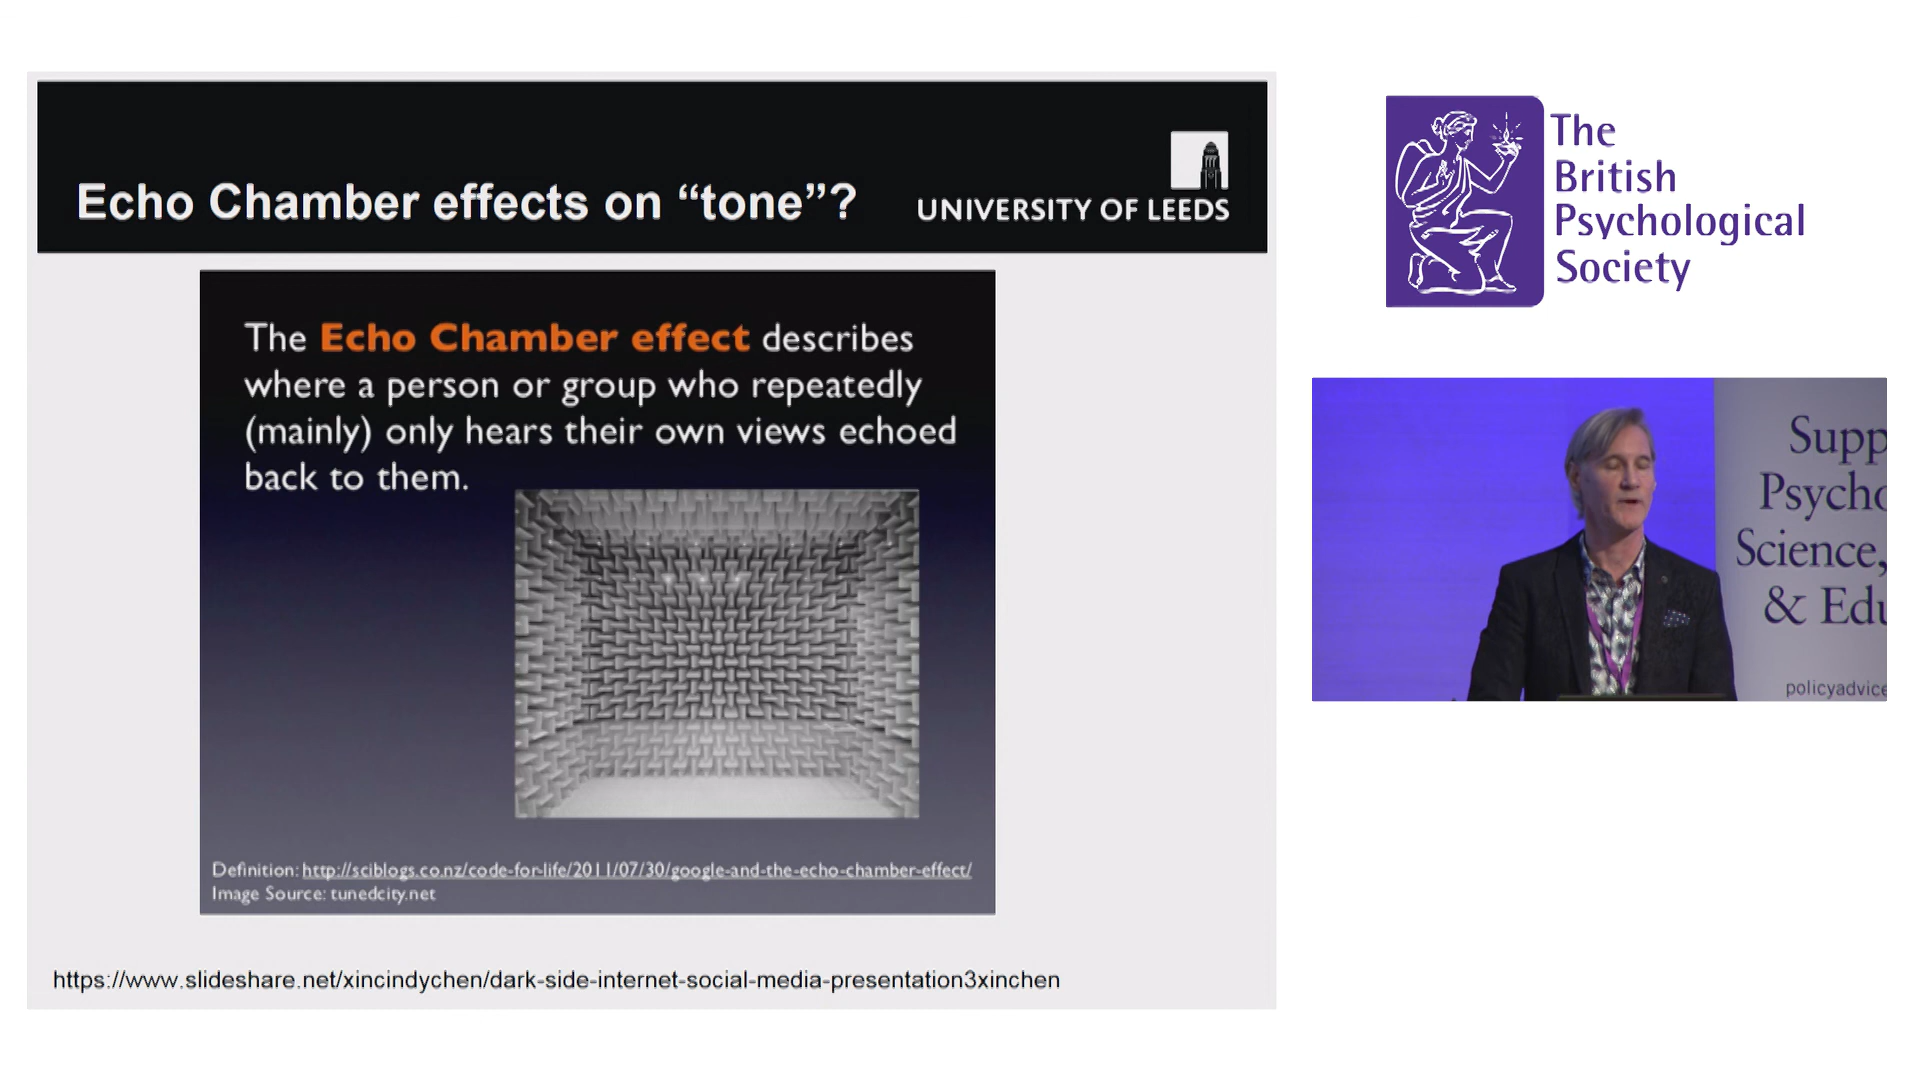 Echo Chamber effects on “tone”?
UNIVERSITY OF LEEDS
The Echo Chamber effect describes
where a person or group who repeatedly
(mainly) only hears their own views echoed
back to them.
Definition: http://sciblogs.co.nz/code-for-life/2011/07/30/google-and-the-echo-chamber-effect/
Image Source: tunedcity.net
https://www.slideshare.net/xincindychen/dark-side-internet-social-media-presentation3xinchen
The
British
Psychological
Society
Supp
Psycho
Science,
& Edu
policyadvice